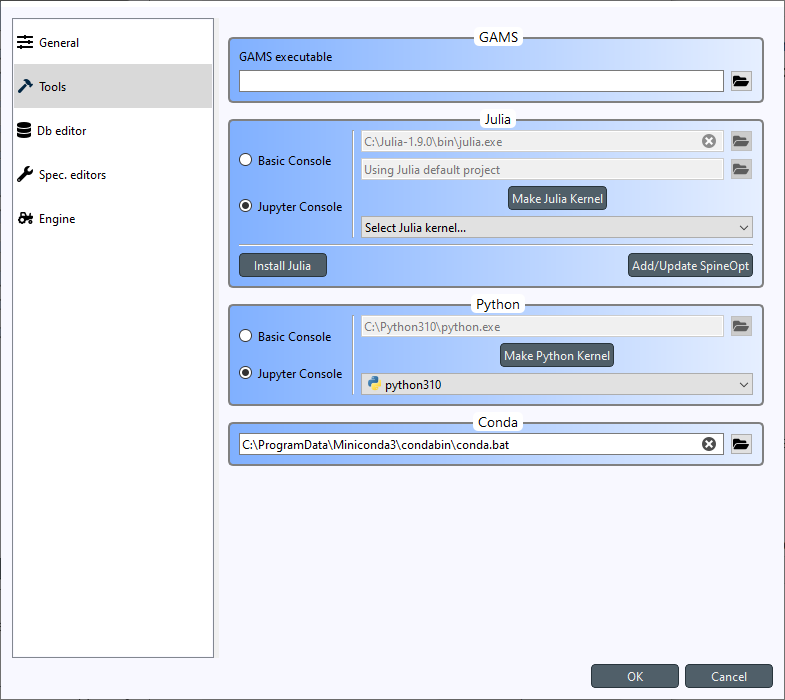 General
Tools
Db editor
Spec. editors
Engine
GAMS
GAMS executable
Julia
Basic Console
Jupyter Console
C:\Julia-1.9.0\bin\julia.exe
Using Julia default project
Make Julia Kernel
Select Julia kernel...
Install Julia
Add/Update SpineOpt
Python
Basic Console
Jupyter Console
C:\Python310\python.exe
Make Python Kernel
python310
Conda
C:\ProgramData\Miniconda3\condabin\conda.bat
OK
Cancel